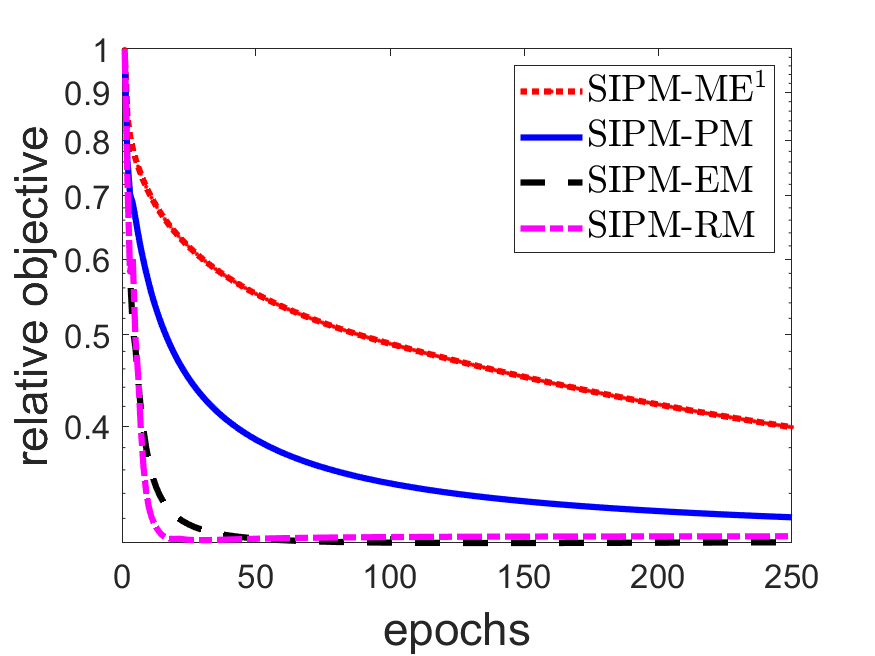 relative objective
1
0.9
0.8
0.7
0.6
0.5
0.4
SIPM-ME¹
SIPM-PM
SIPM-EM
SIPM-RM
0 50 100 150 200 250
epochs